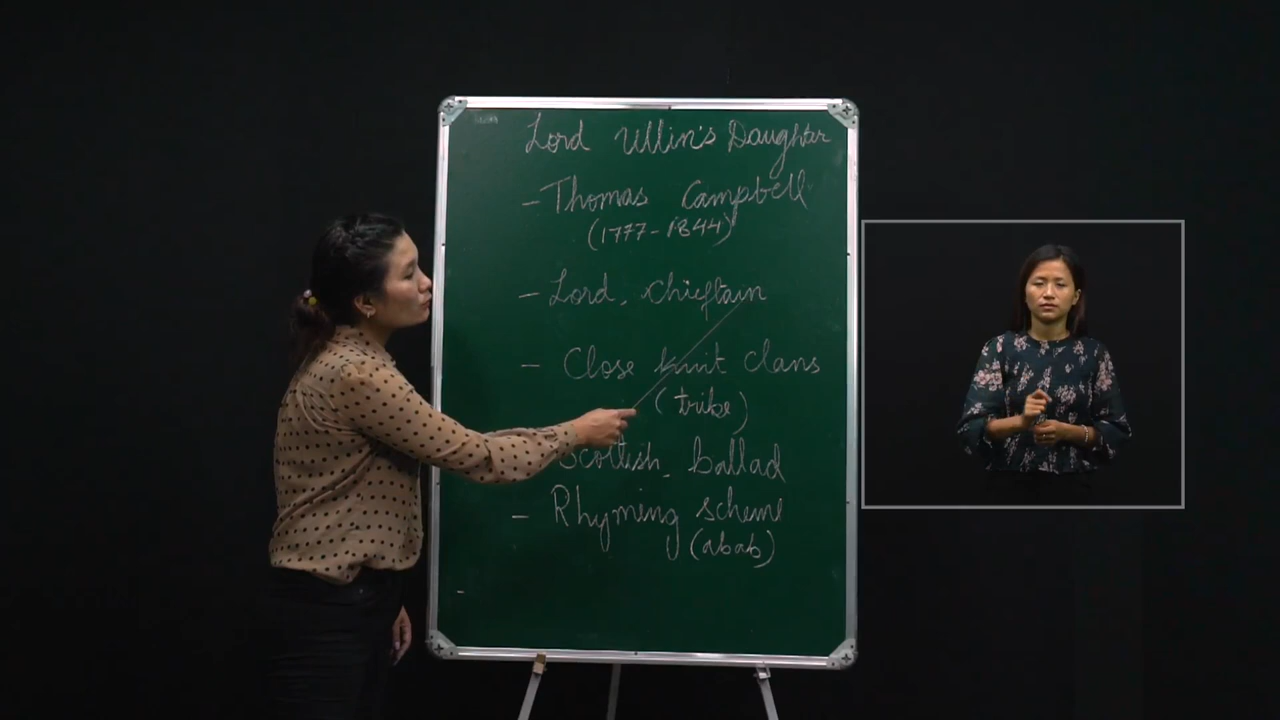 Lord Ullin's Daughter
- Thomas Campbell
(1777-1844)
- Lord, Chieftain
- Close knit Clans
(tribe)
Scottish ballad
- Rhyming scheme
(abab)